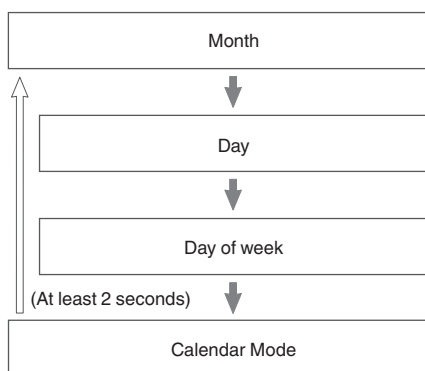 Month
Day
Day of week
(At least 2 seconds)
Calendar Mode